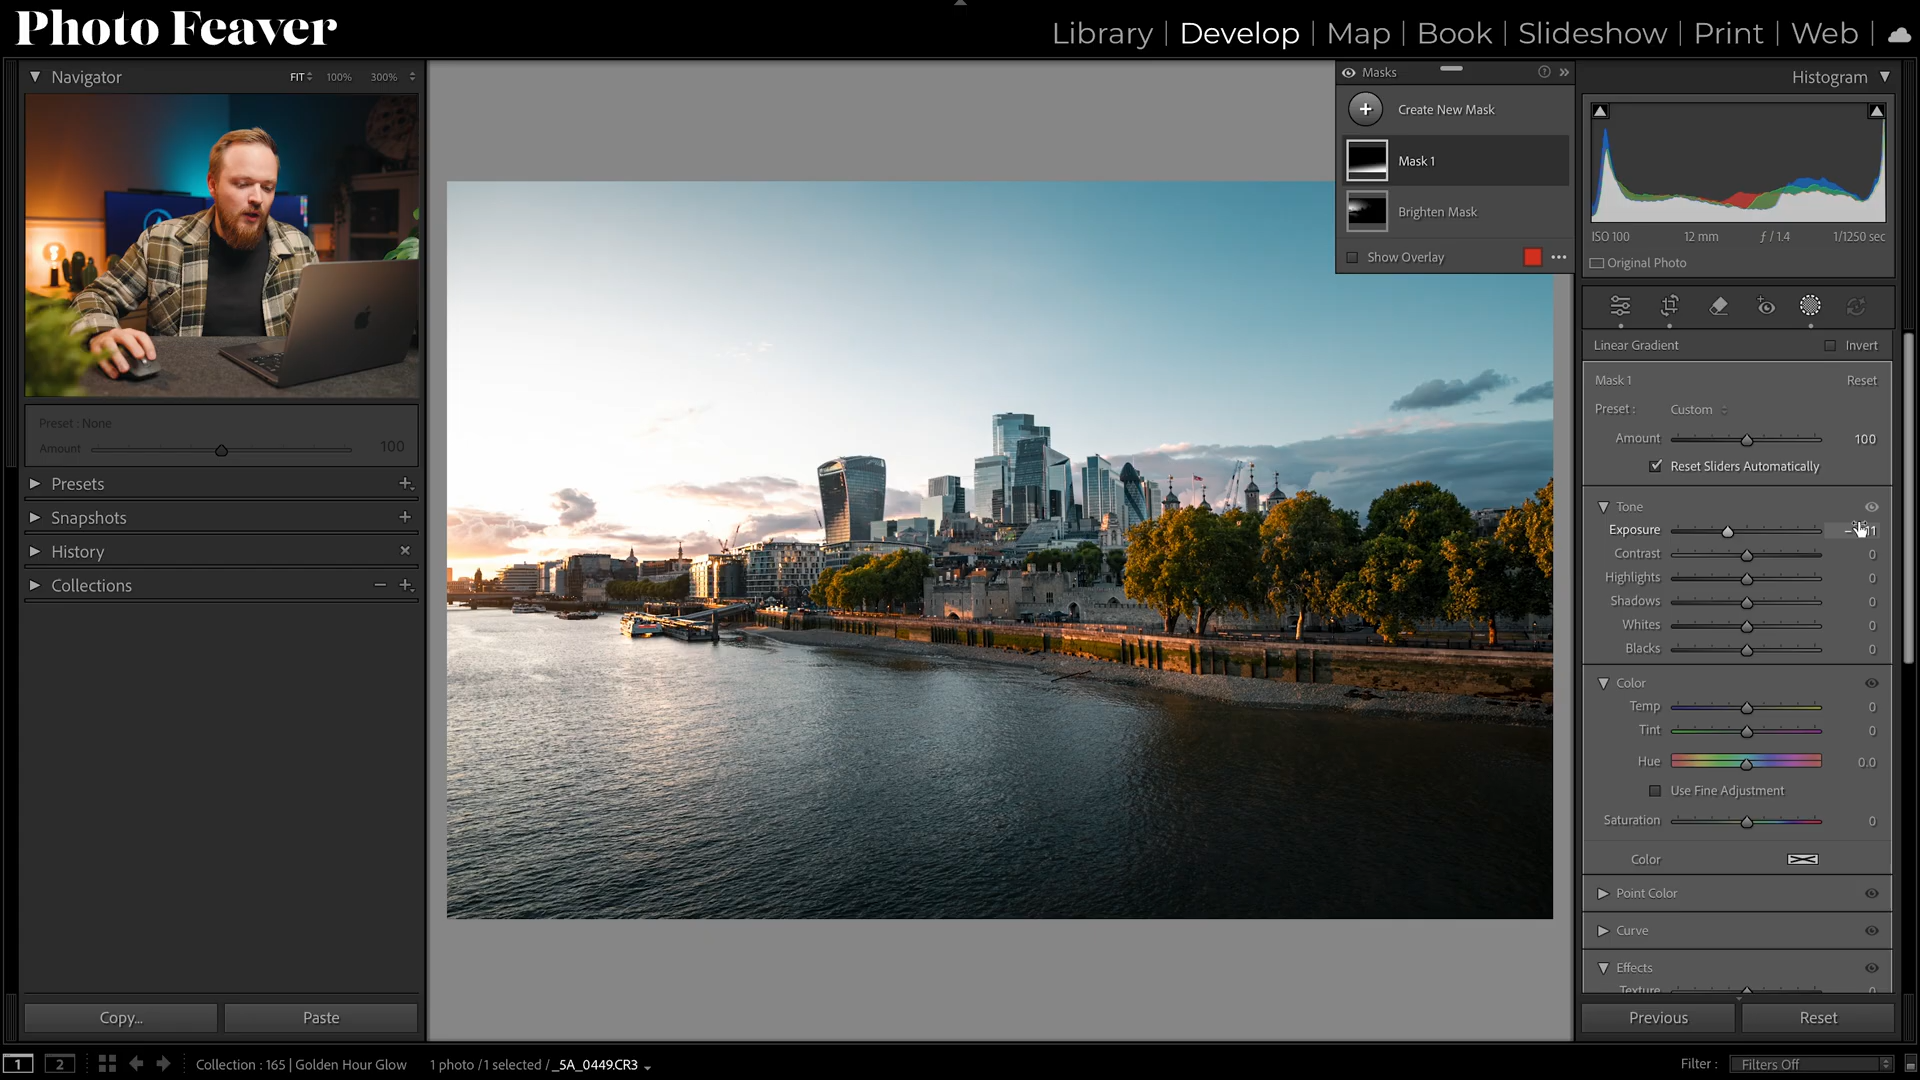 Photo Feaver
Library | Develop | Map | Book | Slideshow | Print | Web |
Navigator FIT 100% 300%
Preset : None
Amount 100
Presets
Snapshots
History
Collections
Copy... Paste
Masks
Create New Mask
Mask 1
Brighten Mask
Show Overlay
Histogram
ISO 100 12 mm ƒ / 1.4 1/1250 sec
Original Photo
Linear Gradient Invert
Mask 1 Reset
Preset : Custom
Amount 100
Reset Sliders Automatically
Tone
Exposure
Contrast 0
Highlights 0
Shadows 0
Whites 0
Blacks 0
Color
Temp 0
Tint 0
Hue 0.0
Use Fine Adjustment
Saturation 0
Color
Point Color
Curve
Effects
Texture 0
Previous Reset
1 2 Collection : 165 | Golden Hour Glow 1 photo / 1 selected / _5A_0449.CR3 Filter : Filters Off